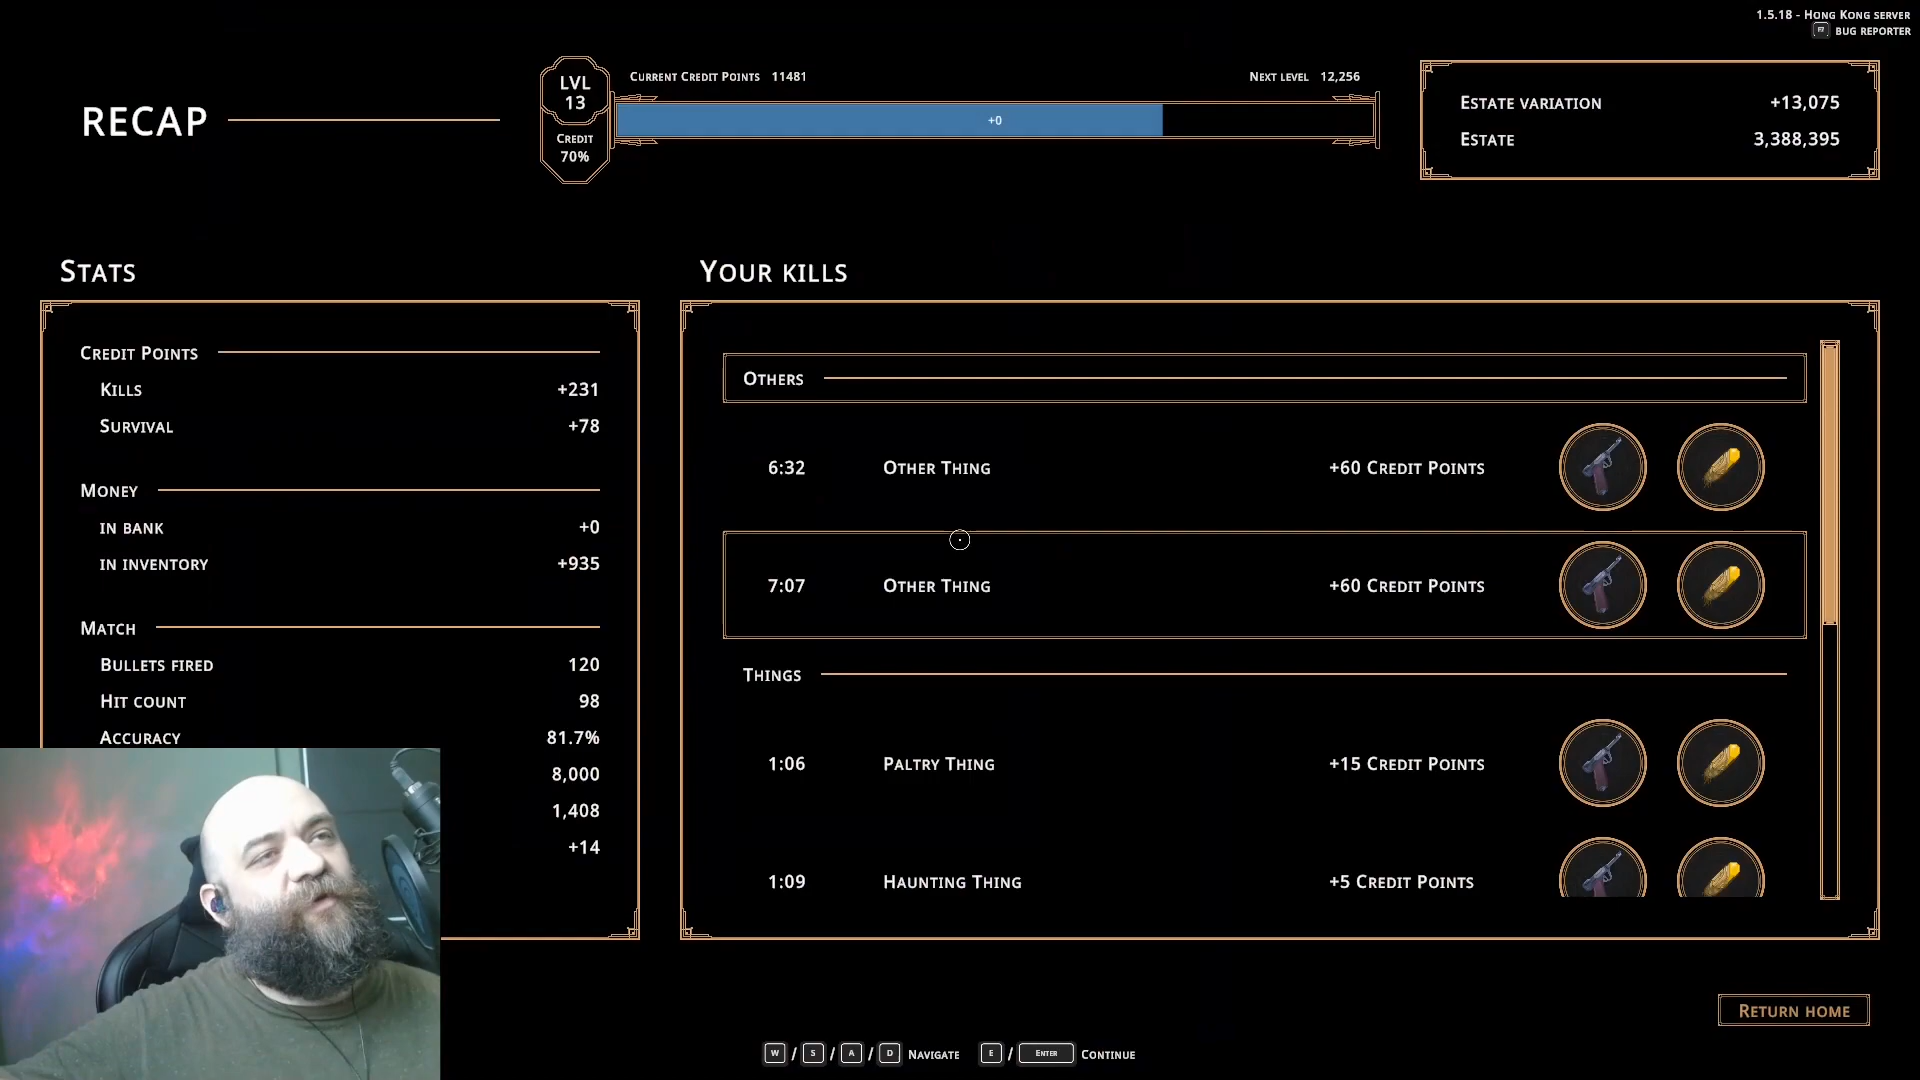 1.5.18 - Hong Kong server
F7 bug reporter
RECAP
LVL
13
Credit
70%
Current Credit Points 11481
Next level 12,256
+0
Estate variation +13,075
Estate 3,388,395
Stats
Credit Points
Kills +231
Survival +78
Money
in bank +0
in inventory +935
Match
Bullets fired 120
Hit count 98
Accuracy 81.7%
8,000
1,408
+14
Your kills
Others
6:32 Other Thing +60 Credit Points
7:07 Other Thing +60 Credit Points
Things
1:06 Paltry Thing +15 Credit Points
1:09 Haunting Thing +5 Credit Points
Return home
W / S / A / D Navigate E / Enter Continue